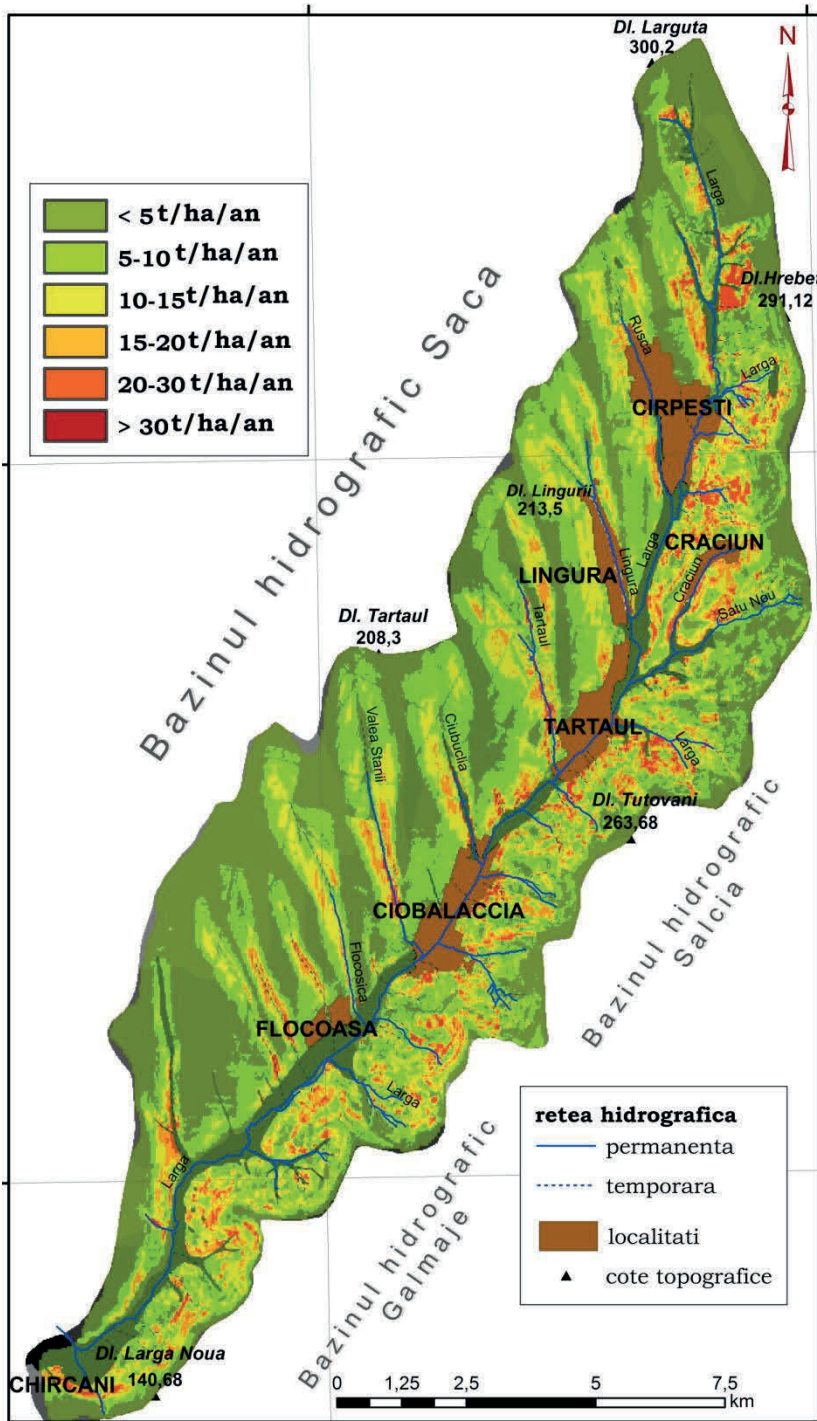 Dl. Larguta
300,2
N
Larga
< 5 t/ha/an
5-10 t/ha/an
10-15 t/ha/an
15-20 t/ha/an
20-30 t/ha/an
> 30 t/ha/an
Dl.Hrebet
291,12
Bazinul hidrografic Saca
Rusca
Larga
CIRPESTI
Dl. Lingurii
213,5
Larga
CRACIUN
LINGURA
Lingura
Craciun
Satu Nou
Tartaul
Dl. Tartaul
208,3
Valea Stanii
Ciubuclia
TARTAUL
Larga
Dl. Tutovani
263,68
Bazinul hidrografic
Salcia
CIOBALACCIA
Flocosica
FLOCOASA
Larga
retea hidrografica
permanenta
temporara
localitati
cote topografice
Larga
Bazinul hidrografic
Galmaje
Dl. Larga Noua
140,68
CHIRCANI
0 1,25 2,5 5 7,5
km